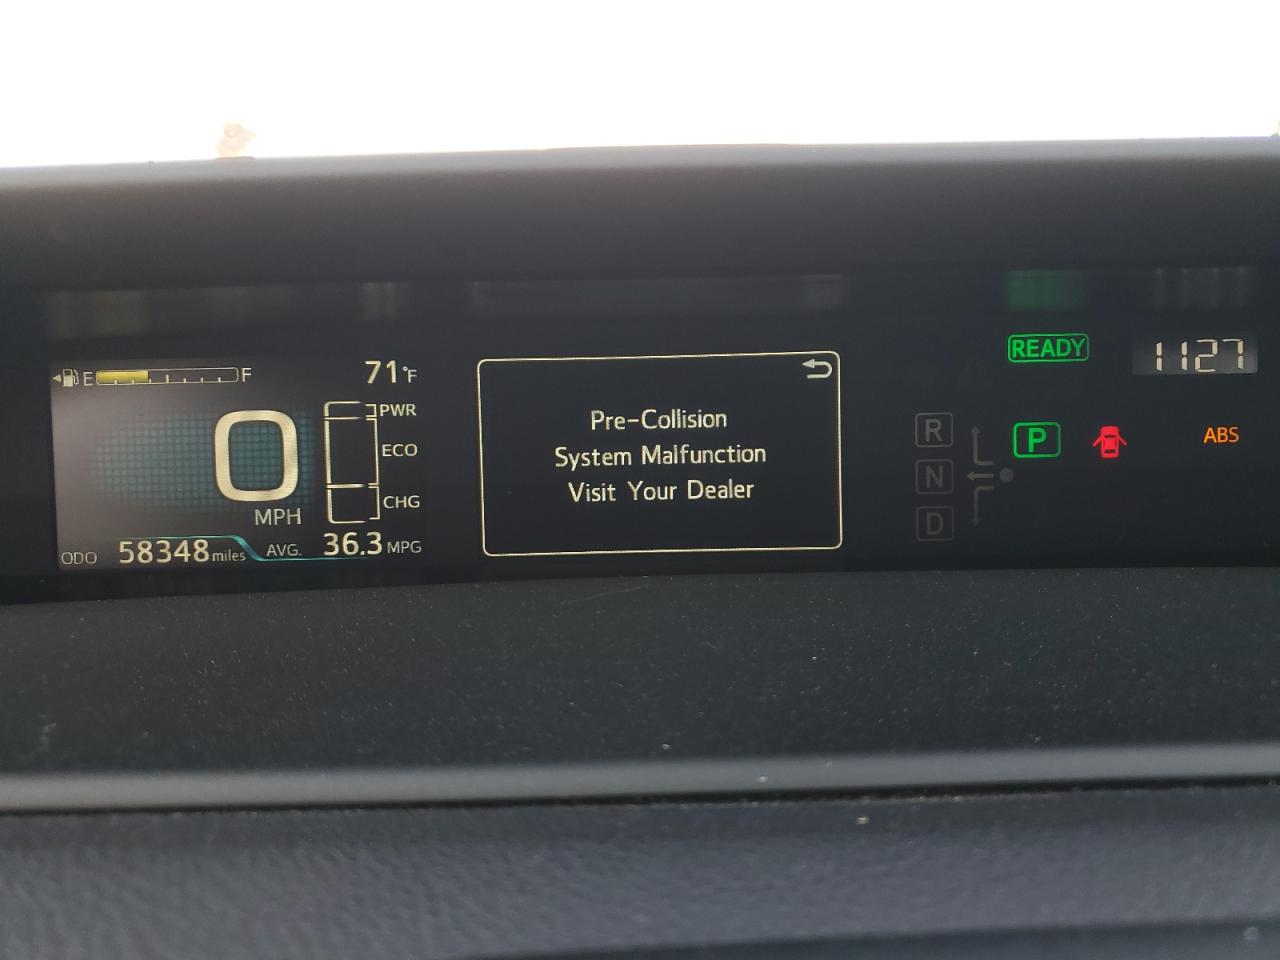 E F
71°F
PWR
ECO
CHG
0
MPH
ODO 58348 miles
AVG. 36.3 MPG
Pre-Collision
System Malfunction
Visit Your Dealer
READY
1127
R
N
D
P
ABS